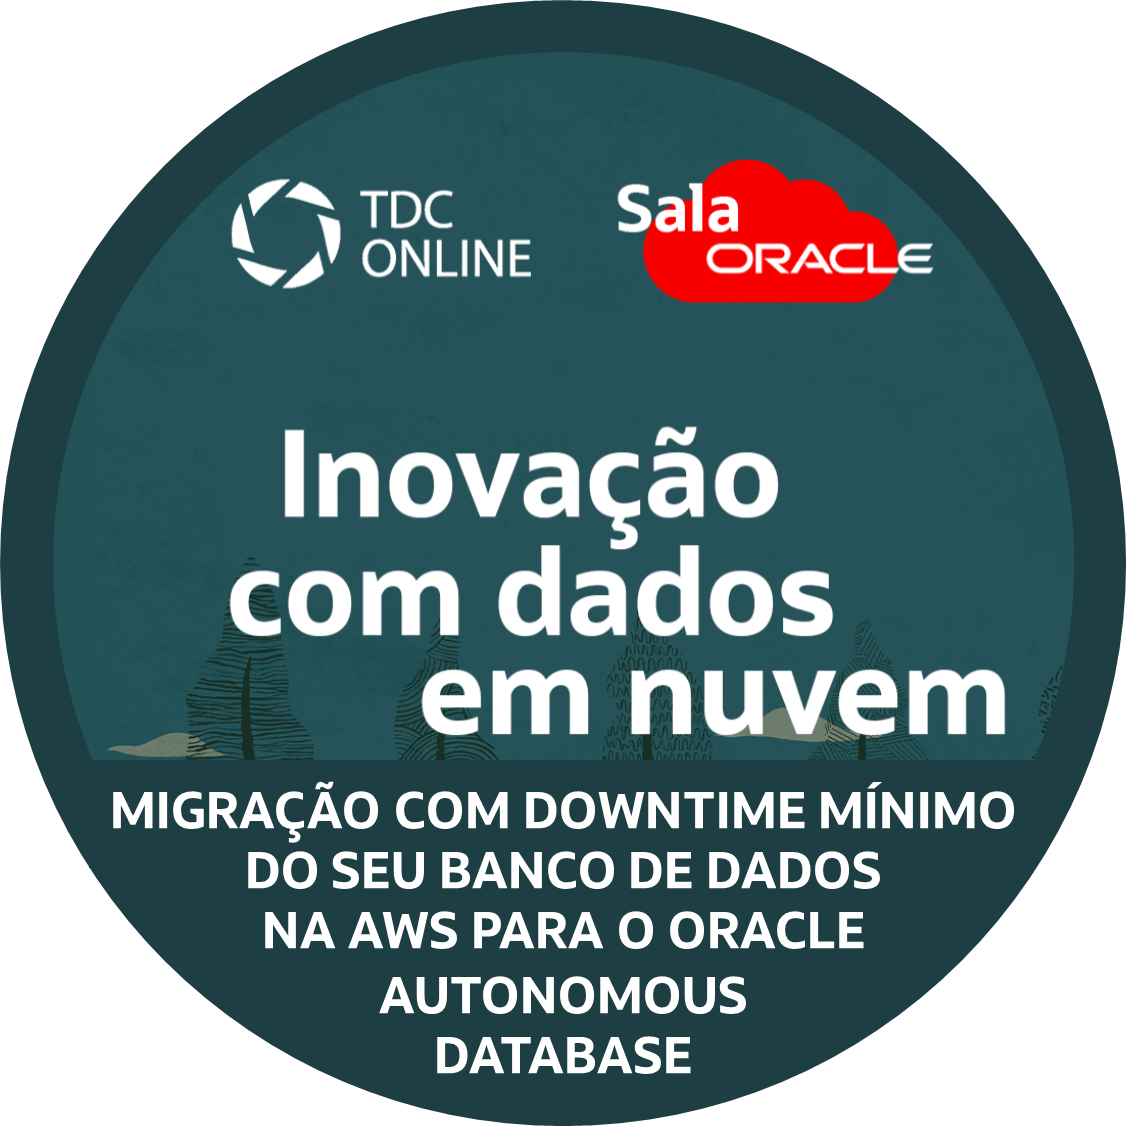 TDC
ONLINE
Sala
ORACLE
Inovação
com dados
em nuvem
MIGRAÇÃO COM DOWNTIME MÍNIMO
DO SEU BANCO DE DADOS
NA AWS PARA O ORACLE
AUTONOMOUS
DATABASE